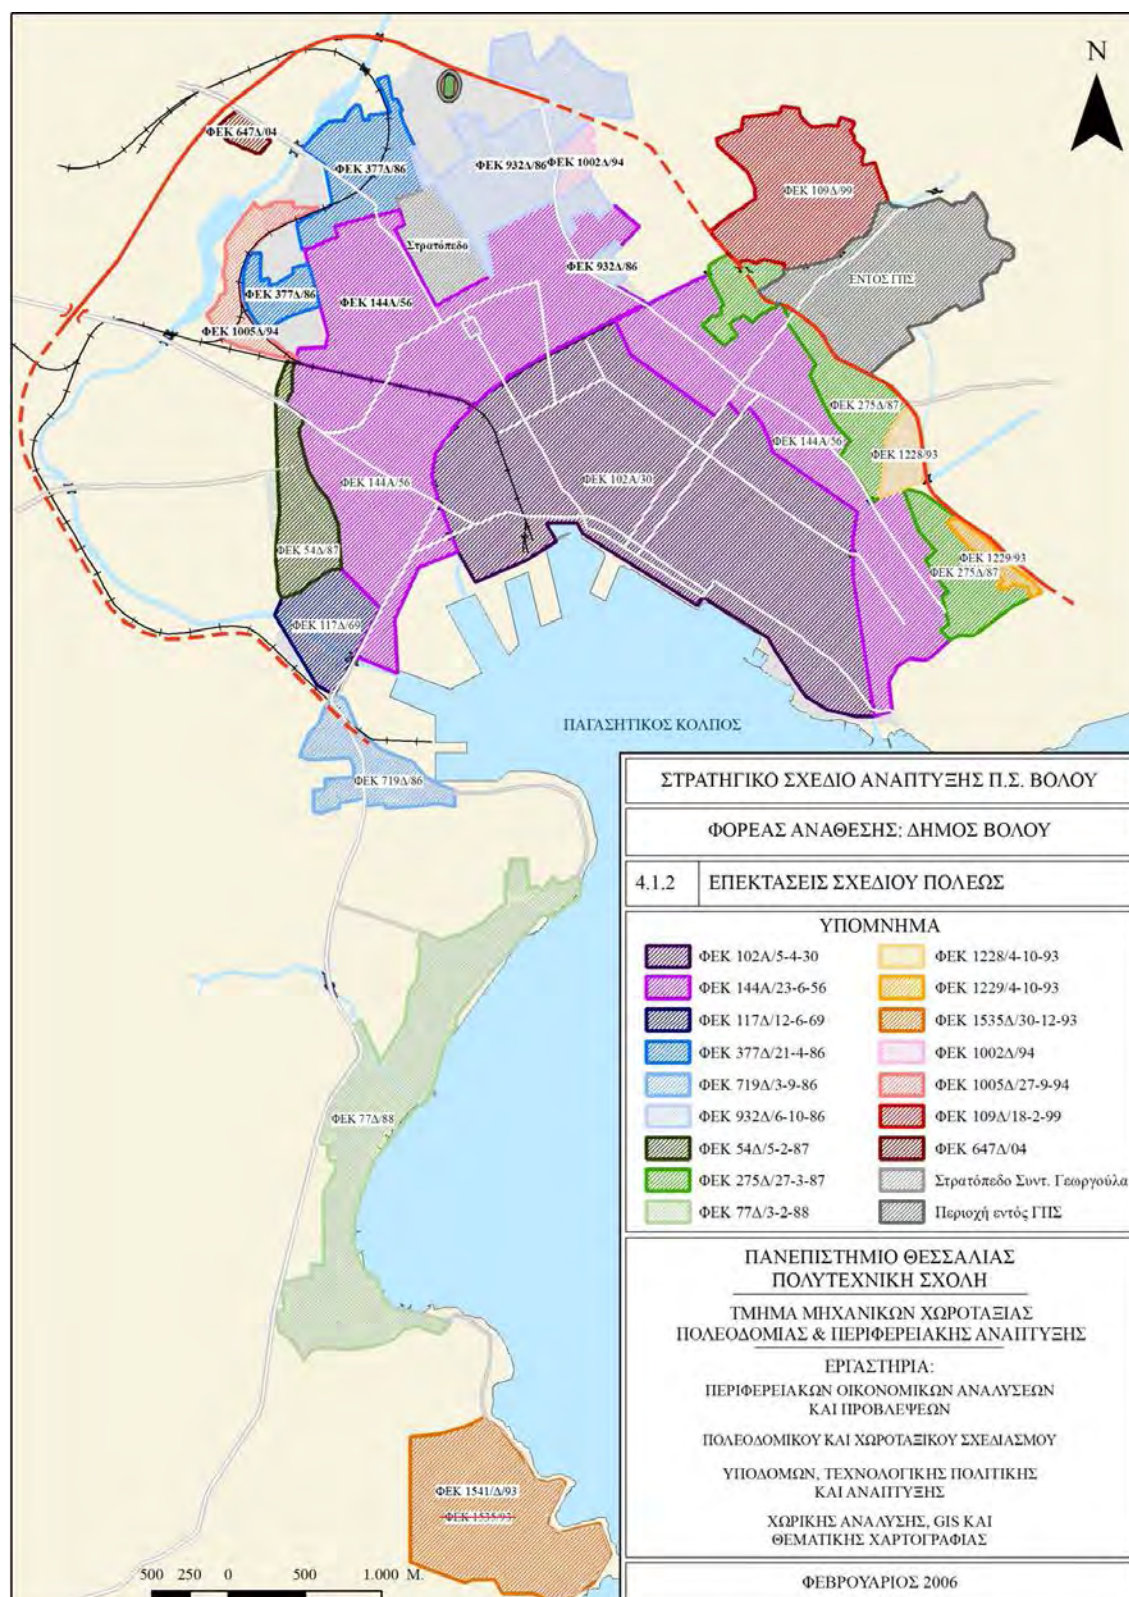 N
ΦΕΚ 647Δ/04
ΦΕΚ 377Δ/86
ΦΕΚ 932Δ/86
ΦΕΚ 1002Δ/94
ΦΕΚ 109Δ/99
Στρατόπεδο
ΦΕΚ 932Δ/86
ΕΝΤΟΣ ΓΠΣ
ΦΕΚ 377Δ/86
ΦΕΚ 144Α/56
ΦΕΚ 1005Δ/94
ΦΕΚ 275Δ/87
ΦΕΚ 144Α/56
ΦΕΚ 1228/93
ΦΕΚ 144Α/56
ΦΕΚ 102Α/30
ΦΕΚ 54Δ/87
ΦΕΚ 1229/93
ΦΕΚ 275Δ/87
ΦΕΚ 117Δ/69
ΠΑΓΑΣΗΤΙΚΟΣ ΚΟΛΠΟΣ
ΦΕΚ 719Δ/86
ΦΕΚ 77Δ/88
ΦΕΚ 1541/Δ/93
ΦΕΚ 1535/93
500 250 0 500 1.000 Μ.
ΣΤΡΑΤΗΓΙΚΟ ΣΧΕΔΙΟ ΑΝΑΠΤΥΞΗΣ Π.Σ. ΒΟΛΟΥ
ΦΟΡΕΑΣ ΑΝΑΘΕΣΗΣ: ΔΗΜΟΣ ΒΟΛΟΥ
4.1.2 ΕΠΕΚΤΑΣΕΙΣ ΣΧΕΔΙΟΥ ΠΟΛΕΩΣ
ΥΠΟΜΝΗΜΑ
ΦΕΚ 102Α/5-4-30
ΦΕΚ 144Α/23-6-56
ΦΕΚ 117Δ/12-6-69
ΦΕΚ 377Δ/21-4-86
ΦΕΚ 719Δ/3-9-86
ΦΕΚ 932Δ/6-10-86
ΦΕΚ 54Δ/5-2-87
ΦΕΚ 275Δ/27-3-87
ΦΕΚ 77Δ/3-2-88
ΦΕΚ 1228/4-10-93
ΦΕΚ 1229/4-10-93
ΦΕΚ 1535Δ/30-12-93
ΦΕΚ 1002Δ/94
ΦΕΚ 1005Δ/27-9-94
ΦΕΚ 109Δ/18-2-99
ΦΕΚ 647Δ/04
Στρατόπεδο Συντ. Γεωργούλα
Περιοχή εντός ΓΠΣ
ΠΑΝΕΠΙΣΤΗΜΙΟ ΘΕΣΣΑΛΙΑΣ
ΠΟΛΥΤΕΧΝΙΚΗ ΣΧΟΛΗ
ΤΜΗΜΑ ΜΗΧΑΝΙΚΩΝ ΧΩΡΟΤΑΞΙΑΣ
ΠΟΛΕΟΔΟΜΙΑΣ & ΠΕΡΙΦΕΡΕΙΑΚΗΣ ΑΝΑΠΤΥΞΗΣ
ΕΡΓΑΣΤΗΡΙΑ:
ΠΕΡΙΦΕΡΕΙΑΚΩΝ ΟΙΚΟΝΟΜΙΚΩΝ ΑΝΑΛΥΣΕΩΝ
ΚΑΙ ΠΡΟΒΛΕΨΕΩΝ
ΠΟΛΕΟΔΟΜΙΚΟΥ ΚΑΙ ΧΩΡΟΤΑΞΙΚΟΥ ΣΧΕΔΙΑΣΜΟΥ
ΥΠΟΔΟΜΩΝ, ΤΕΧΝΟΛΟΓΙΚΗΣ ΠΟΛΙΤΙΚΗΣ
ΚΑΙ ΑΝΑΠΤΥΞΗΣ
ΧΩΡΙΚΗΣ ΑΝΑΛΥΣΗΣ, GIS ΚΑΙ
ΘΕΜΑΤΙΚΗΣ ΧΑΡΤΟΓΡΑΦΙΑΣ
ΦΕΒΡΟΥΑΡΙΟΣ 2006